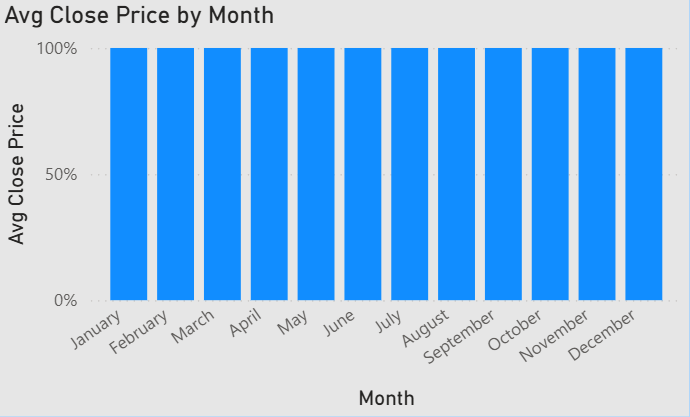 Avg Close Price by Month
Avg Close Price
100%
50%
0%
January
February
March
April
May
June
July
August
September
October
November
December
Month